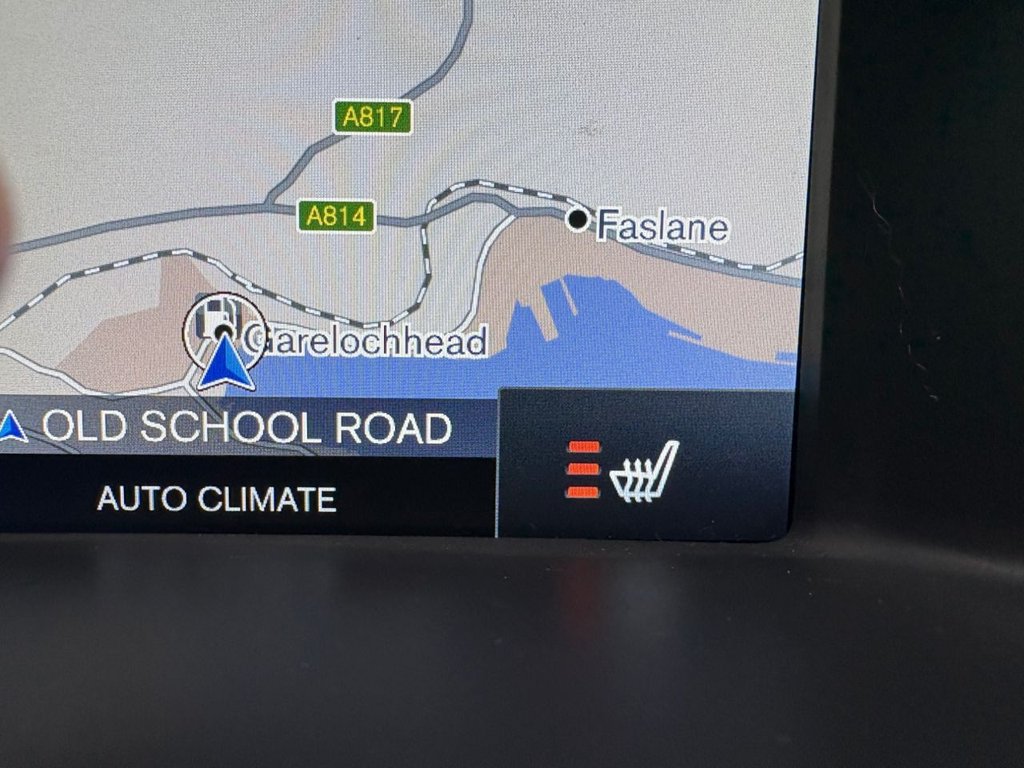 A817
A814
Faslane
Garelochhead
OLD SCHOOL ROAD
AUTO CLIMATE